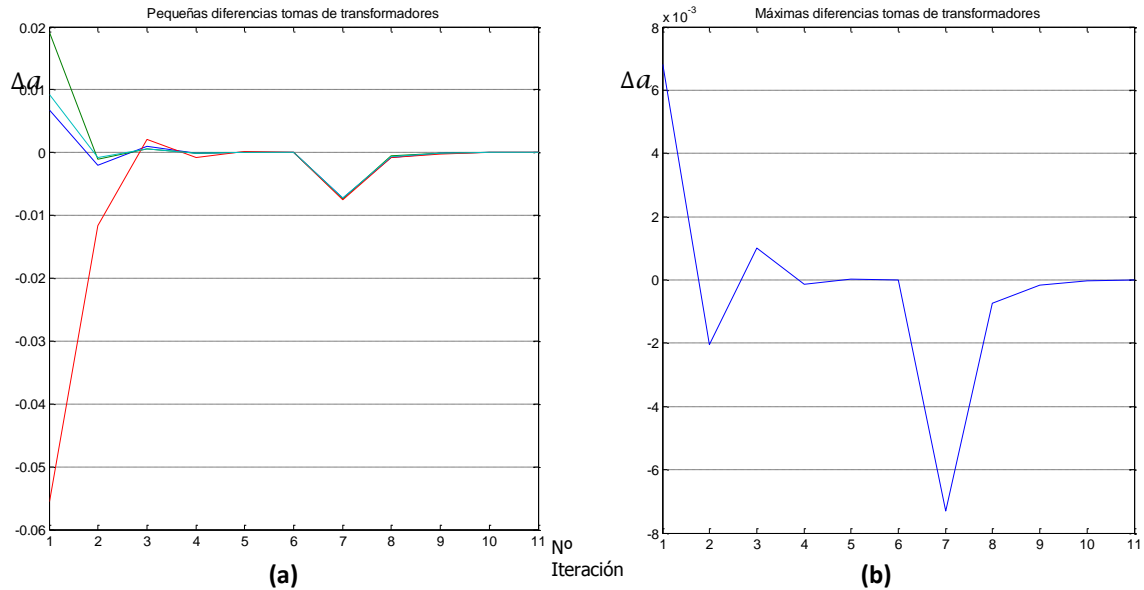 Pequeñas diferencias tomas de transformadores
0.02
Δa
0.01
0
-0.01
-0.02
-0.03
-0.04
-0.05
-0.06
1 2 3 4 5 6 7 8 9 10 11
Nº
Iteración
(a)
Máximas diferencias tomas de transformadores
x 10-3
8
Δa
6
4
2
0
-2
-4
-6
-8
1 2 3 4 5 6 7 8 9 10 11
(b)